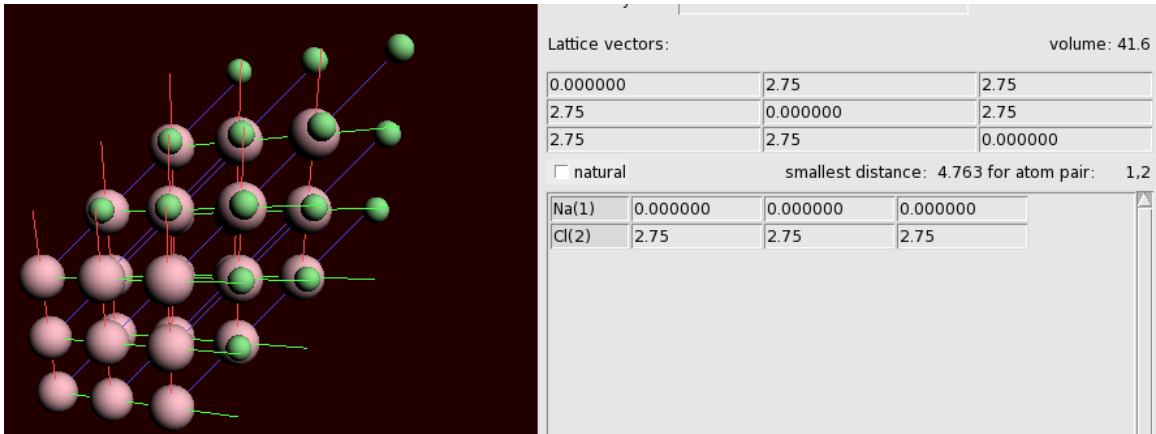 Lattice vectors: volume: 41.6
0.000000 2.75 2.75
2.75 0.000000 2.75
2.75 2.75 0.000000
natural smallest distance: 4.763 for atom pair: 1,2
Na(1) 0.000000 0.000000 0.000000
Cl(2) 2.75 2.75 2.75